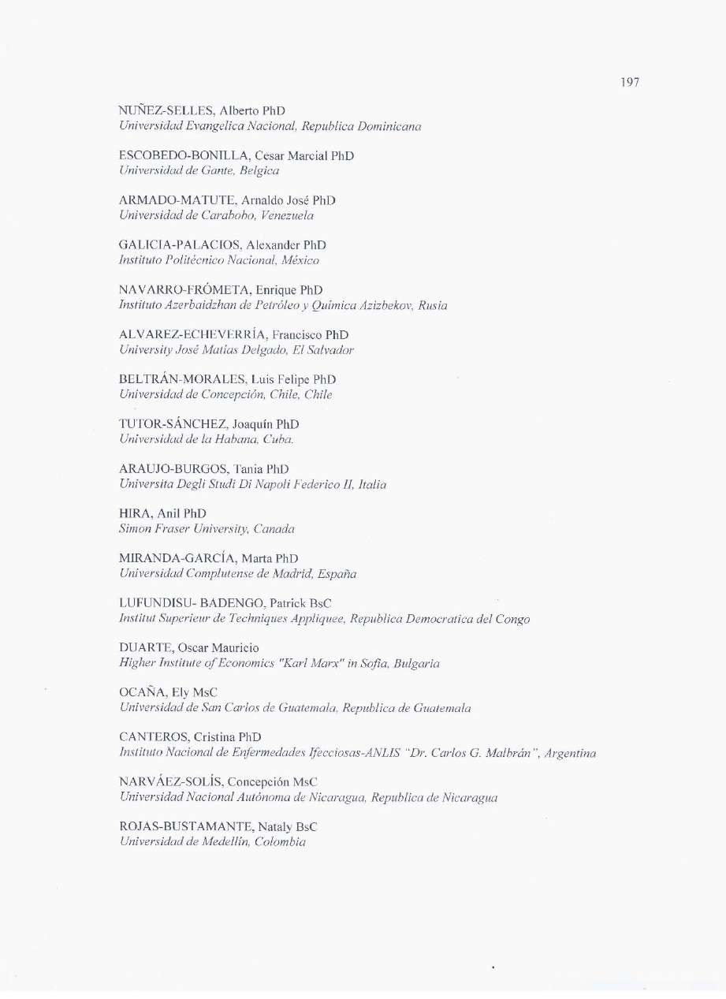 197
NUÑEZ-SELLES, Alberto PhD
Universidad Evangelica Nacional, Republica Dominicana
ESCOBEDO-BONILLA, Cesar Marcial PhD
Universidad de Gante, Belgica
ARMADO-MATUTE, Arnaldo José PhD
Universidad de Carabobo, Venezuela
GALICIA-PALACIOS, Alexander PhD
Instituto Politécnico Nacional, México
NAVARRO-FRÓMETA, Enrique PhD
Instituto Azerbaidzhan de Petróleo y Química Azizbekov, Rusia
ALVAREZ-ECHEVERRÍA, Francisco PhD
University José Matías Delgado, El Salvador
BELTRÁN-MORALES, Luis Felipe PhD
Universidad de Concepción, Chile, Chile
TUTOR-SÁNCHEZ, Joaquín PhD
Universidad de la Habana, Cuba.
ARAUJO-BURGOS, Tania PhD
Universita Degli Studi Di Napoli Federico II, Italia
HIRA, Anil PhD
Simon Fraser University, Canada
MIRANDA-GARCÍA, Marta PhD
Universidad Complutense de Madrid, España
LUFUNDISU- BADENGO, Patrick BsC
Institut Superieur de Techniques Appliquee, Republica Democratica del Congo
DUARTE, Oscar Mauricio
Higher Institute of Economics "Karl Marx" in Sofia, Bulgaria
OCAÑA, Ely MsC
Universidad de San Carlos de Guatemala, Republica de Guatemala
CANTEROS, Cristina PhD
Instituto Nacional de Enfermedades Ifecciosas-ANLIS “Dr. Carlos G. Malbrán”, Argentina
NARVÁEZ-SOLÍS, Concepción MsC
Universidad Nacional Autónoma de Nicaragua, Republica de Nicaragua
ROJAS-BUSTAMANTE, Nataly BsC
Universidad de Medellín, Colombia